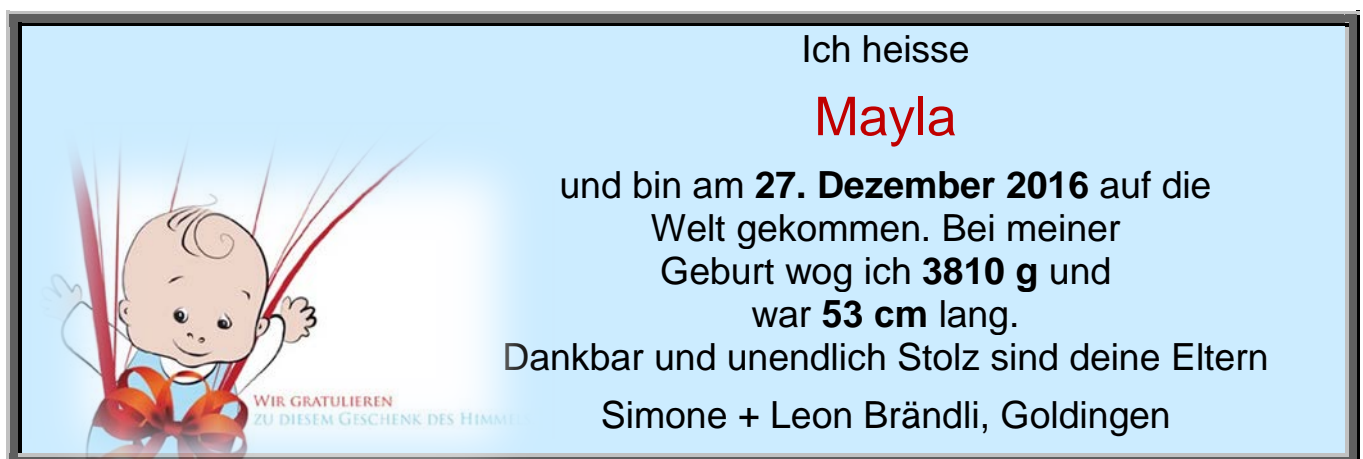 Ich heisse
Mayla
und bin am 27. Dezember 2016 auf die
Welt gekommen. Bei meiner
Geburt wog ich 3810 g und
war 53 cm lang.
Dankbar und unendlich Stolz sind deine Eltern
Simone + Leon Brändli, Goldingen
WIR GRATULIEREN
ZU DIESEM GESCHENK DES